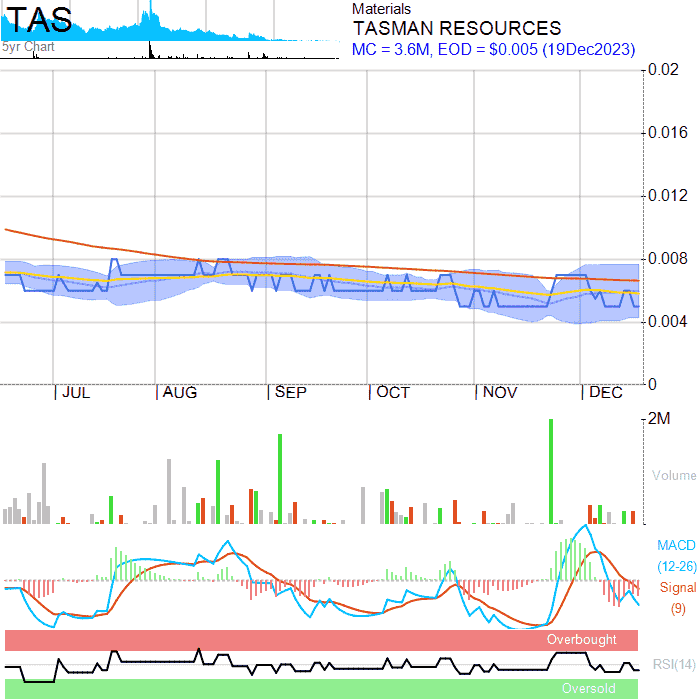 TAS
5yr Chart
Materials
TASMAN RESOURCES
MC = 3.6M, EOD = $0.005 (19Dec2023)
0.02
0.016
0.012
0.008
0.004
0
JUL AUG SEP OCT NOV DEC
2M
Volume
MACD
(12-26)
Signal
(9)
Overbought
RSI(14)
Oversold